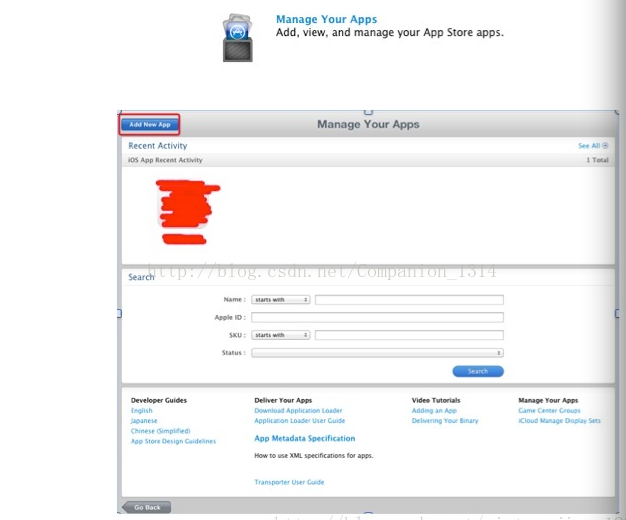 Manage Your Apps
Add, view, and manage your App Store apps.
Add New App
Manage Your Apps
Recent Activity
See All
iOS App Recent Activity
1 Total
http://blog.csdn.net/Companion_1314
Search
Name :
starts with
Apple ID :
SKU :
starts with
Status :
Search
Developer Guides
English
Japanese
Chinese (Simplified)
App Store Design Guidelines
Deliver Your Apps
Download Application Loader
Application Loader User Guide
App Metadata Specification
How to use XML specifications for apps.
Transporter User Guide
Video Tutorials
Adding an App
Delivering Your Binary
Manage Your Apps
Game Center Groups
iCloud Manage Display Sets
Go Back